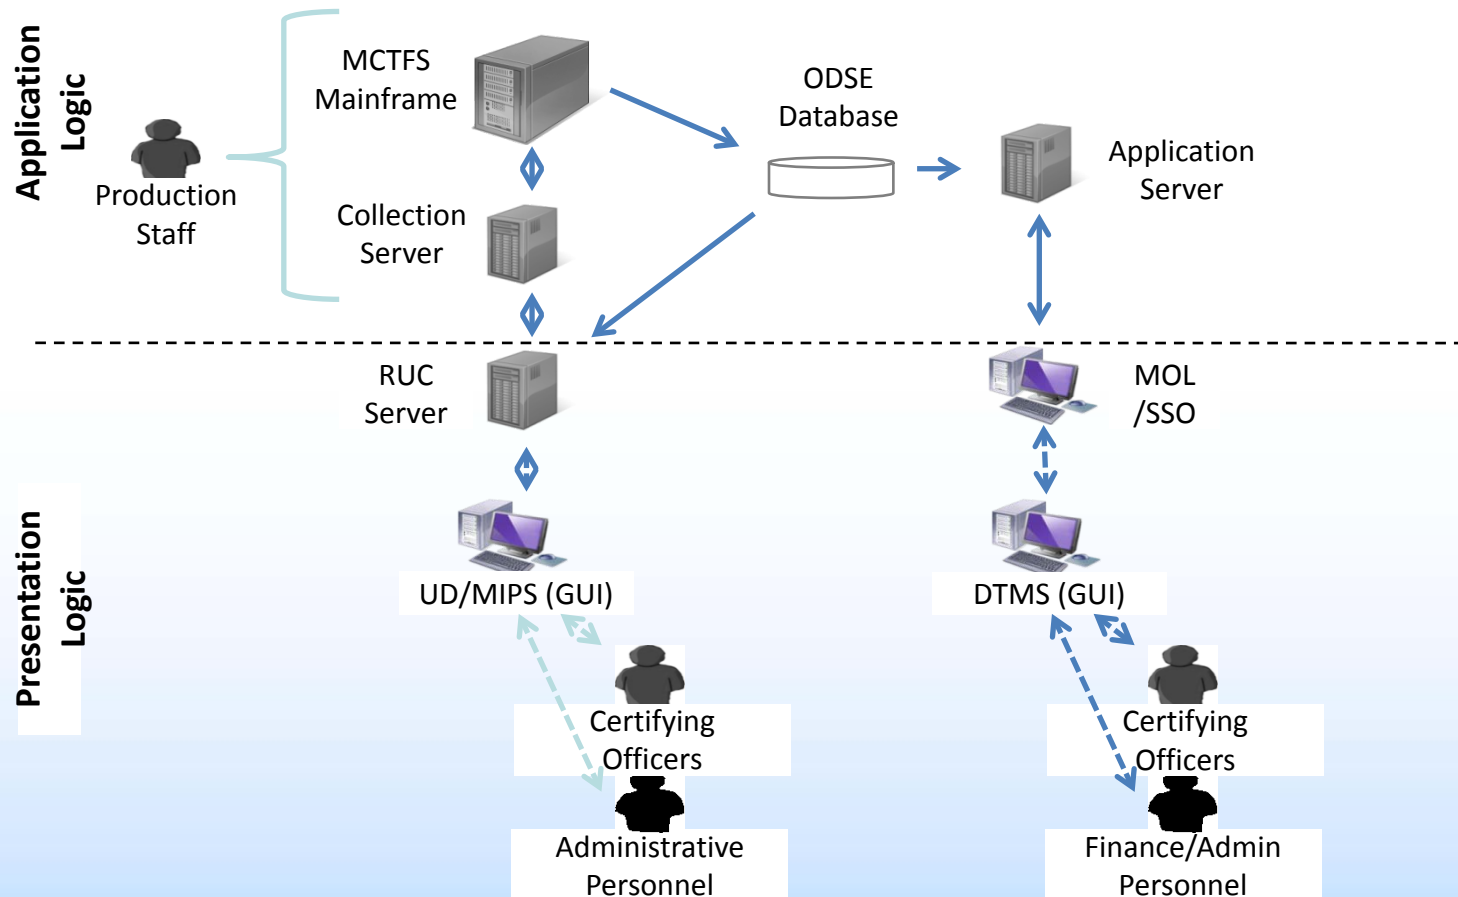 Application
Logic
Production
Staff
MCTFS
Mainframe
Collection
Server
ODSE
Database
Application
Server
Presentation
Logic
RUC
Server
MOL
/SSO
UD/MIPS (GUI)
DTMS (GUI)
Certifying
Officers
Administrative
Personnel
Certifying
Officers
Finance/Admin
Personnel